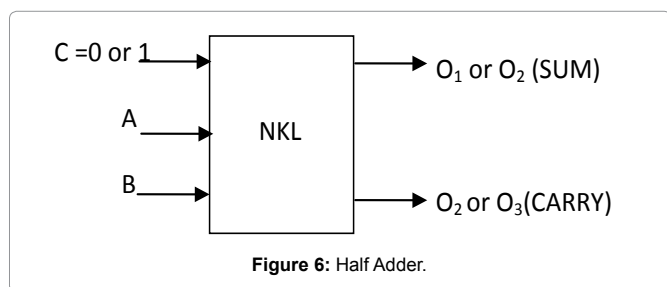 C =0 or 1
O₁ or O₂ (SUM)
A
NKL
B
O₂ or O₃(CARRY)
Figure 6: Half Adder.